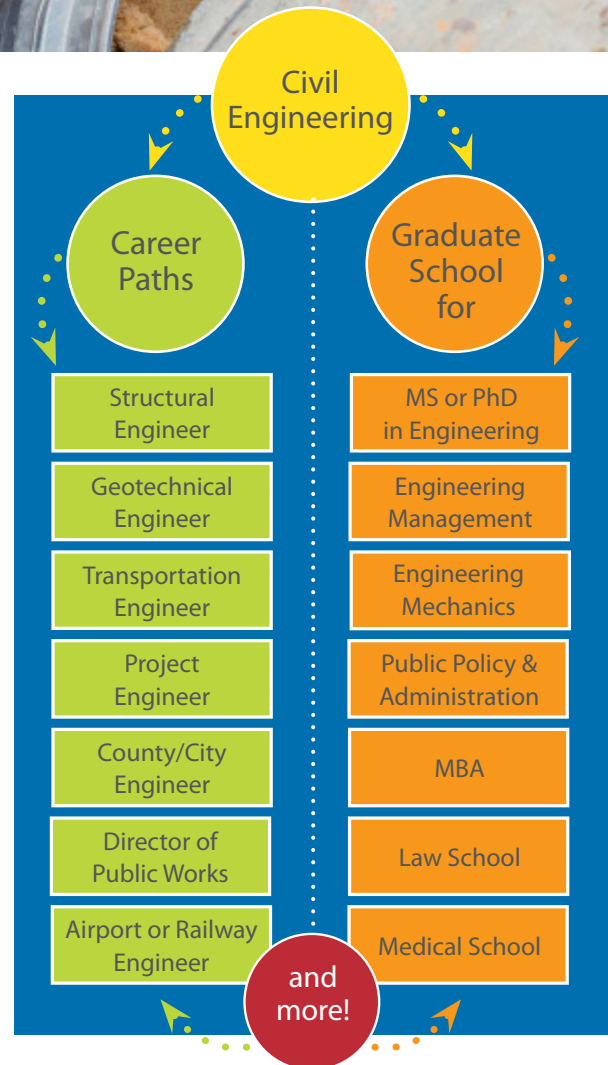 Civil
Engineering
Career
Paths
Structural
Engineer
Geotechnical
Engineer
Transportation
Engineer
Project
Engineer
County/City
Engineer
Director of
Public Works
Airport or Railway
Engineer
Graduate
School
for
MS or PhD
in Engineering
Engineering
Management
Engineering
Mechanics
Public Policy &
Administration
MBA
Law School
Medical School
and
more!